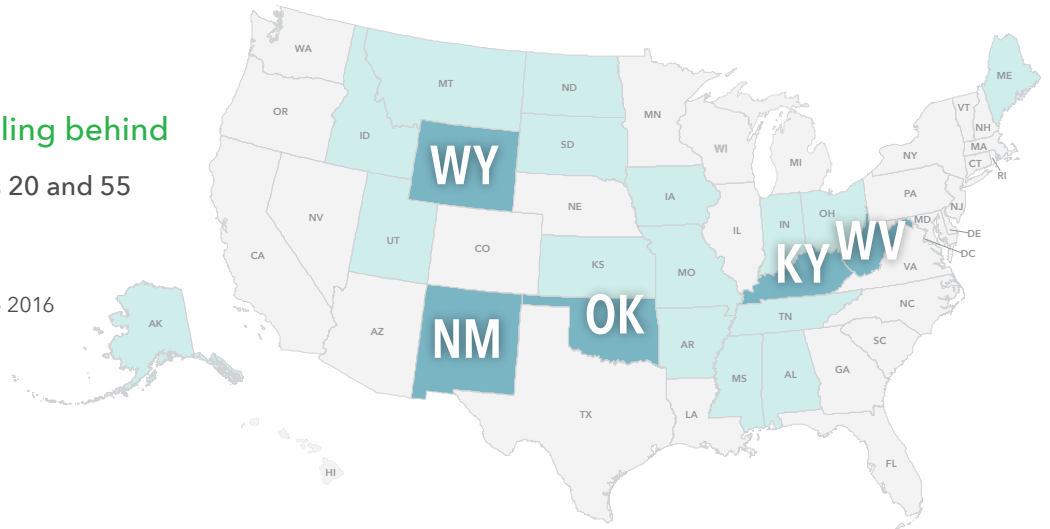 ling behind
20 and 55
2016
WA
MT
ND
ME
OR
ID
MN
VT
NH
WY
SD
WI
MI
NY
MA
CT
RI
NV
NE
IA
PA
NJ
UT
CO
IL
IN
OH
MD
DE
CA
KS
MO
KY
WV
VA
DC
AK
AZ
NM
OK
AR
TN
NC
SC
MS
AL
GA
TX
LA
FL
HI